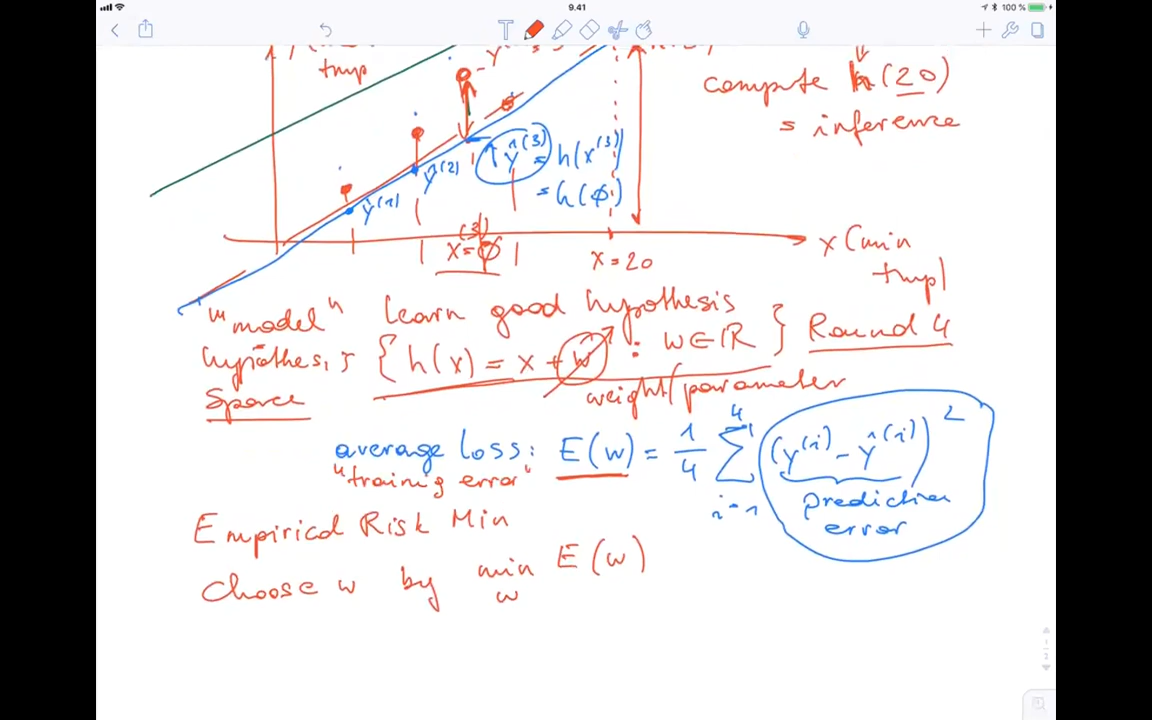 9.41
100 %
tmp
compute h(20)
= inference
ŷ(1)
ŷ(2)
ŷ(3) = h(x(3))
= h(0)
(3)
x=0
x=20
x (min
tmp)
"model" Learn good hypothesis
hypothesis { h(x) = x + w : w∈ℝ } Round 4
Space
weight/parameter
average loss: E(w) = 1/4 ∑ i=1 4 (y(i) - ŷ(i))2
"training error"
prediction
error
Empirical Risk Min
Choose w by min E(w)
w